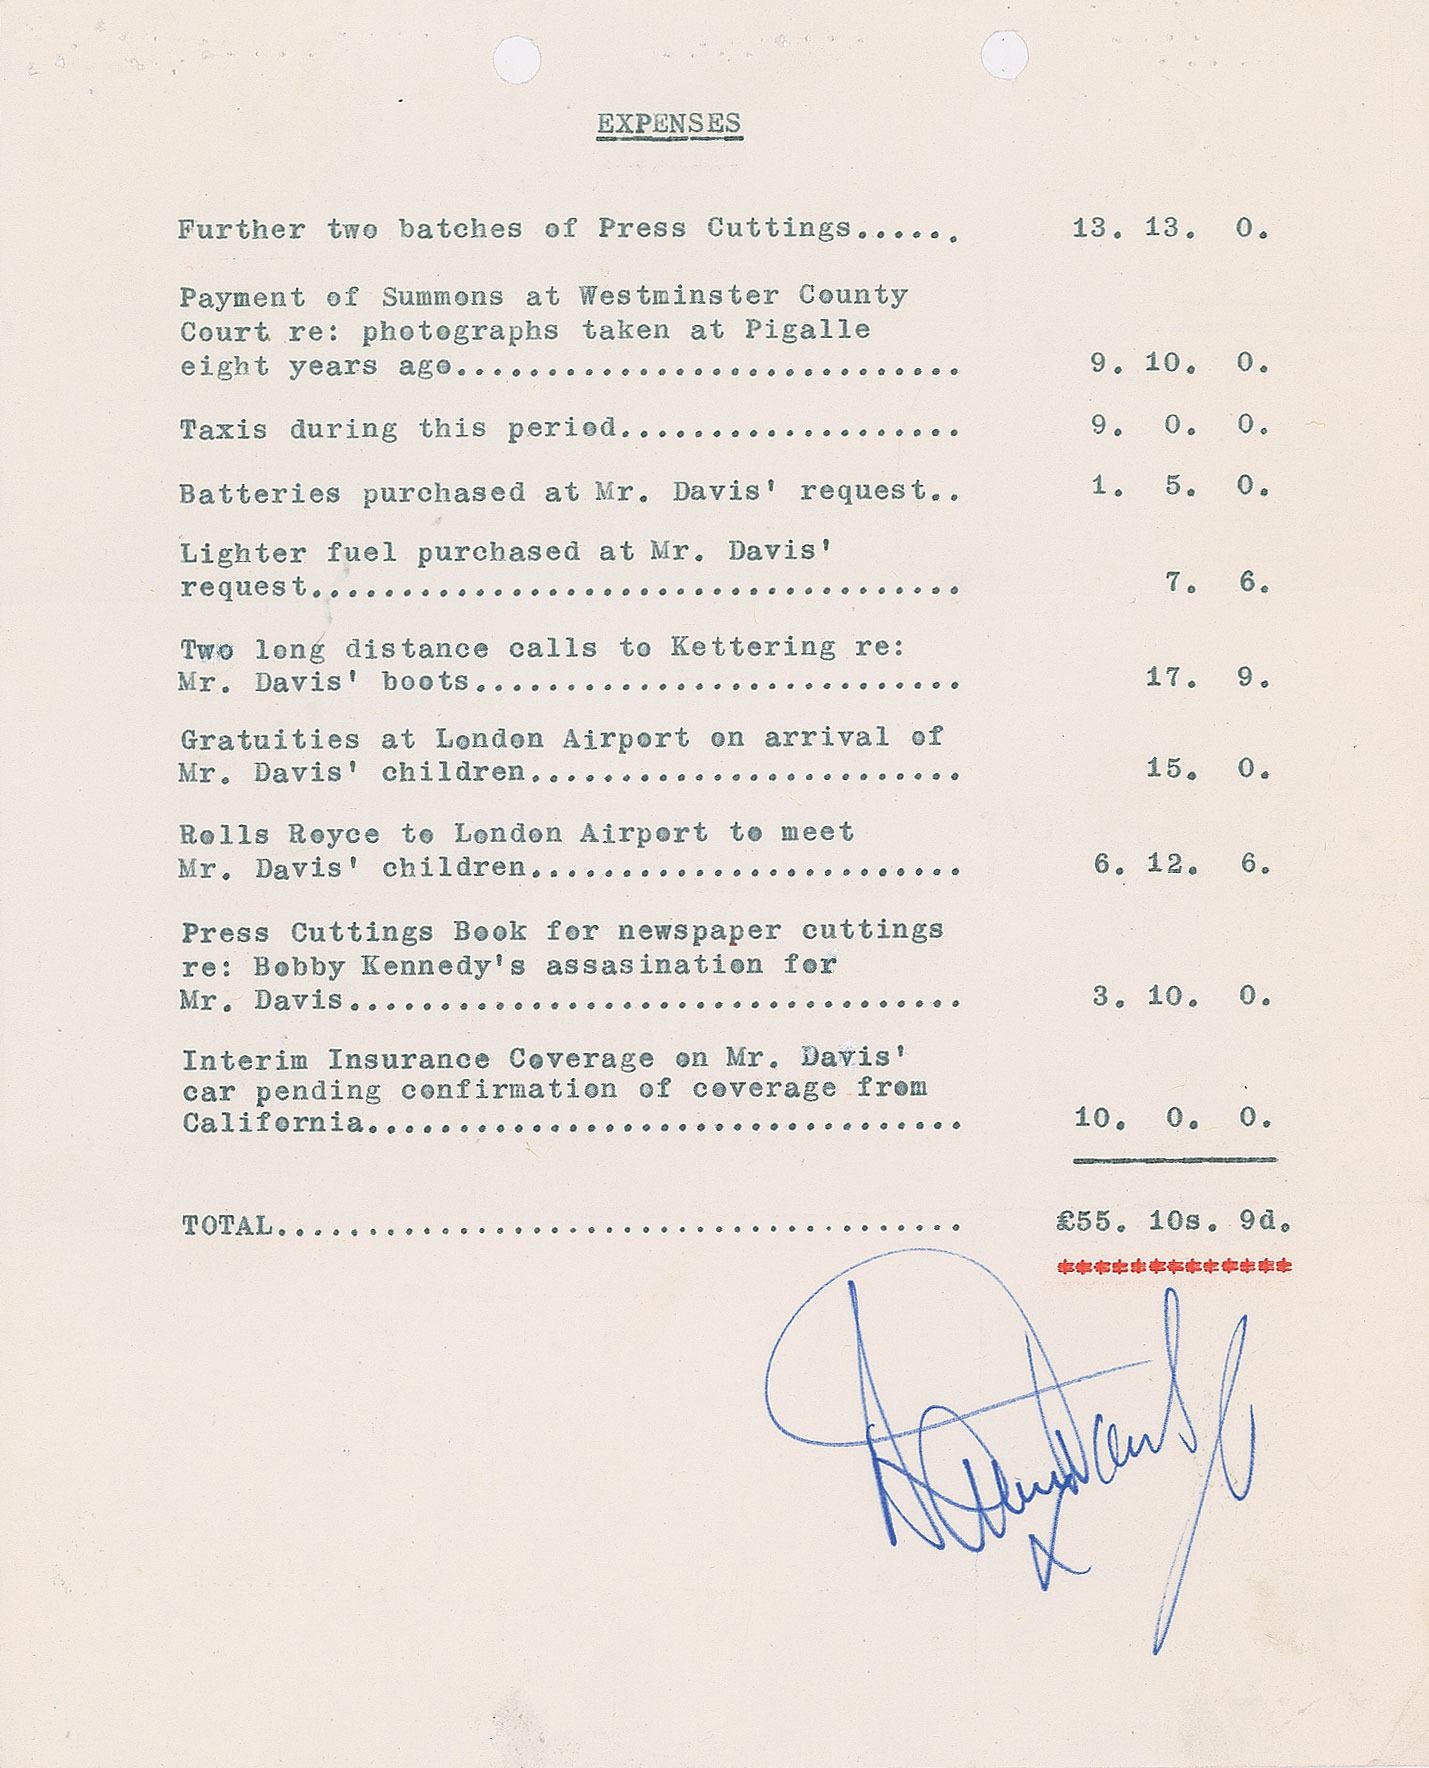 EXPENSES
Further two batches of Press Cuttings...... 13. 13. 0.
Payment of Summons at Westminster County
Court re: photographs taken at Pigalle
eight years ago............................ 9. 10. 0.
Taxis during this period................... 9. 0. 0.
Batteries purchased at Mr. Davis' request.. 1. 5. 0.
Lighter fuel purchased at Mr. Davis'
request.................................... 7. 6.
Two long distance calls to Kettering re:
Mr. Davis' boots........................... 17. 9.
Gratuities at London Airport on arrival of
Mr. Davis' children........................ 15. 0.
Rolls Royce to London Airport to meet
Mr. Davis' children........................ 6. 12. 6.
Press Cuttings Book for newspaper cuttings
re: Bobby Kennedy's assasination for
Mr. Davis.................................. 3. 10. 0.
Interim Insurance Coverage on Mr. Davis'
car pending confirmation of coverage from
California................................. 10. 0. 0.
TOTAL...................................... £55. 10s. 9d.
*************